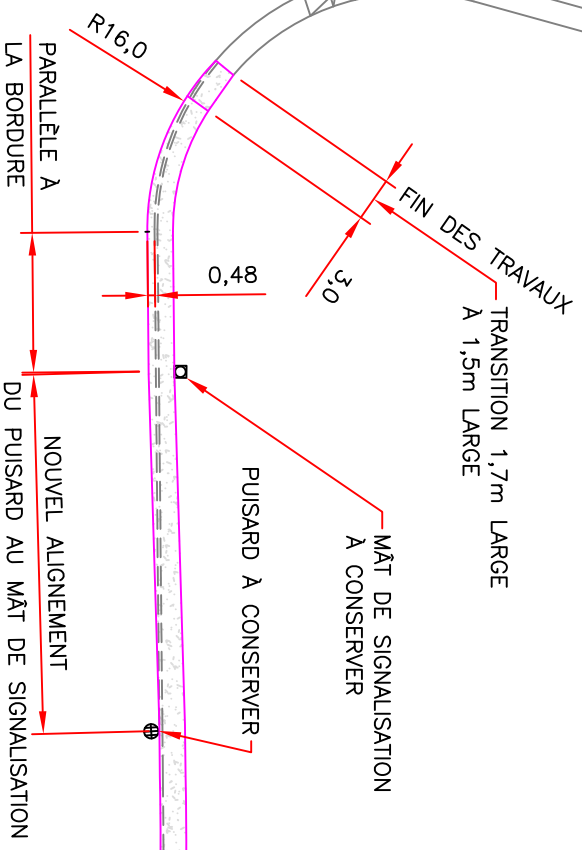 R16,0
PARALLÈLE À
LA BORDURE
0,48
3,0
FIN DES TRAVAUX
TRANSITION 1,7m LARGE
À 1,5m LARGE
MÂT DE SIGNALISATION
À CONSERVER
PUISARD À CONSERVER
NOUVEL ALIGNEMENT
DU PUISARD AU MÂT DE SIGNALISATION